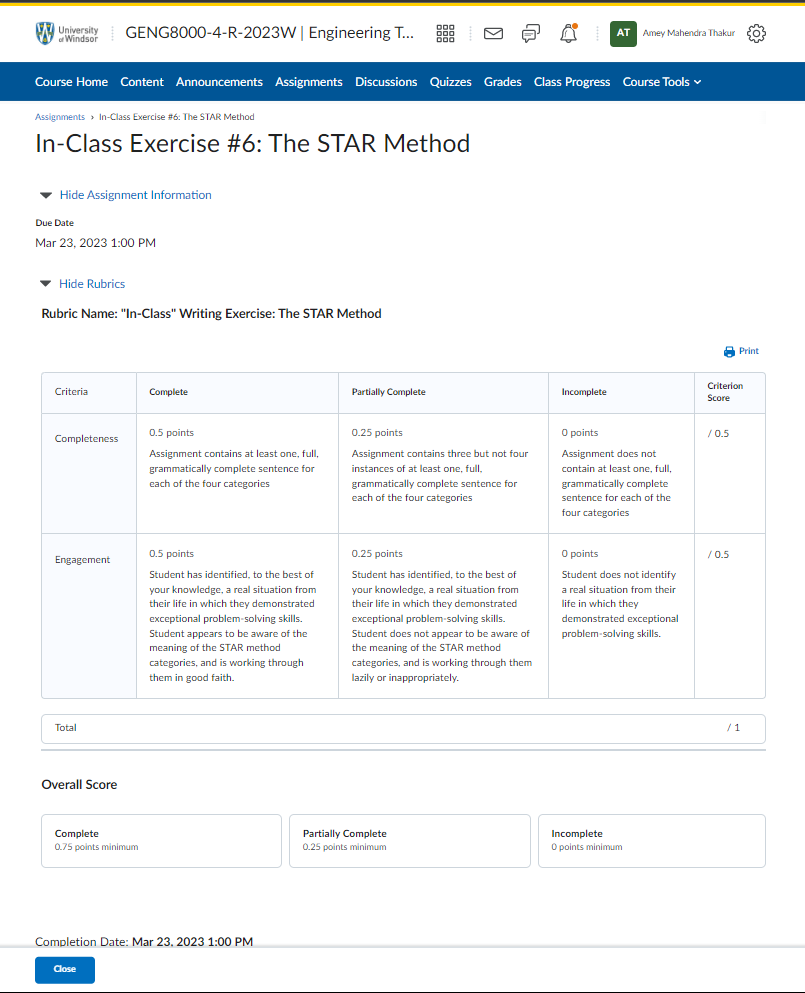 University
of Windsor
GENG8000-4-R-2023W | Engineering T...
AT
Amey Mahendra Thakur
Course Home Content Announcements Assignments Discussions Quizzes Grades Class Progress Course Tools
Assignments › In-Class Exercise #6: The STAR Method
In-Class Exercise #6: The STAR Method
Hide Assignment Information
Due Date
Mar 23, 2023 1:00 PM
Hide Rubrics
Rubric Name: "In-Class" Writing Exercise: The STAR Method
Print
Criteria
Complete
Partially Complete
Incomplete
Criterion
Score
Completeness
0.5 points
Assignment contains at least one, full,
grammatically complete sentence for
each of the four categories
0.25 points
Assignment contains three but not four
instances of at least one, full,
grammatically complete sentence for
each of the four categories
0 points
Assignment does not
contain at least one, full,
grammatically complete
sentence for each of the
four categories
/ 0.5
Engagement
0.5 points
Student has identified, to the best of
your knowledge, a real situation from
their life in which they demonstrated
exceptional problem-solving skills.
Student appears to be aware of the
meaning of the STAR method
categories, and is working through
them in good faith.
0.25 points
Student has identified, to the best of
your knowledge, a real situation from
their life in which they demonstrated
exceptional problem-solving skills.
Student does not appear to be aware of
the meaning of the STAR method
categories, and is working through them
lazily or inappropriately.
0 points
Student does not identify
a real situation from their
life in which they
demonstrated exceptional
problem-solving skills.
/ 0.5
Total
/ 1
Overall Score
Complete
0.75 points minimum
Partially Complete
0.25 points minimum
Incomplete
0 points minimum
Completion Date: Mar 23, 2023 1:00 PM
Close